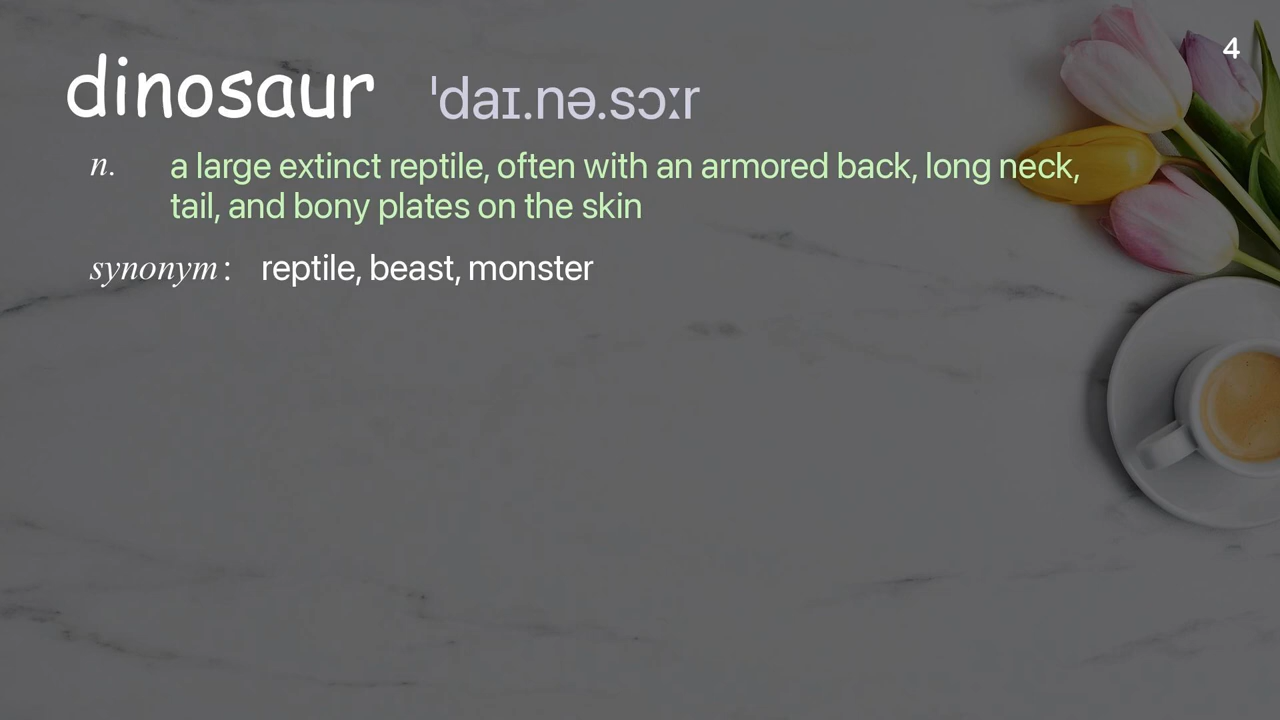 4
dinosaur ˈdaɪ.nə.sɔːr
n. a large extinct reptile, often with an armored back, long neck,
tail, and bony plates on the skin
synonym: reptile, beast, monster